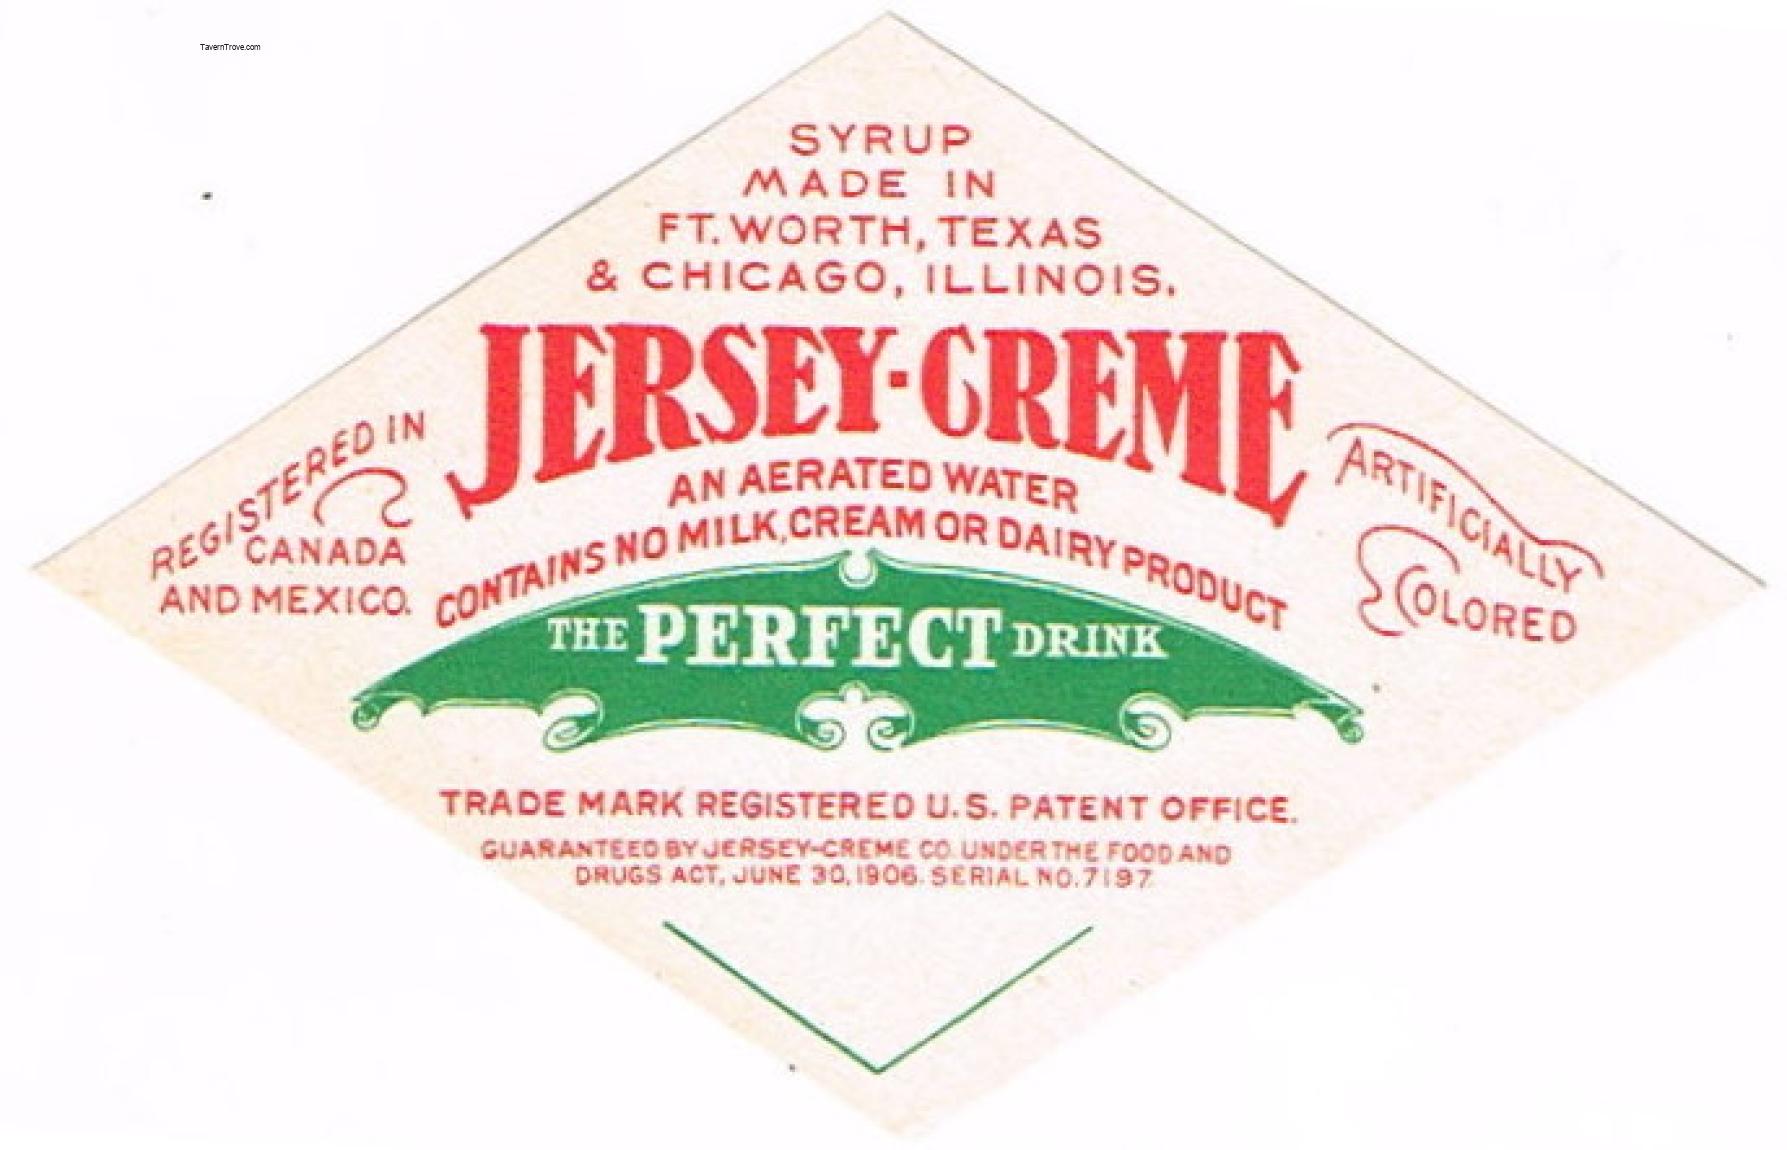 TavernTrove.com
SYRUP
MADE IN
FT. WORTH, TEXAS
& CHICAGO, ILLINOIS.
JERSEY-CREME
REGISTERED IN
CANADA
AND MEXICO.
AN AERATED WATER
CONTAINS NO MILK, CREAM OR DAIRY PRODUCT
ARTIFICIALLY
COLORED
THE PERFECT DRINK
TRADE MARK REGISTERED U.S. PATENT OFFICE.
GUARANTEED BY JERSEY-CREME CO. UNDER THE FOOD AND
DRUGS ACT, JUNE 30, 1906. SERIAL NO. 7197.